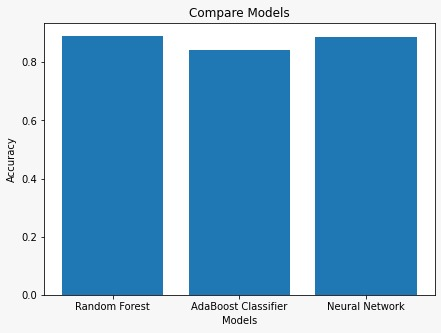 Compare Models
Accuracy
0.8
0.6
0.4
0.2
0.0
Random Forest AdaBoost Classifier Neural Network
Models